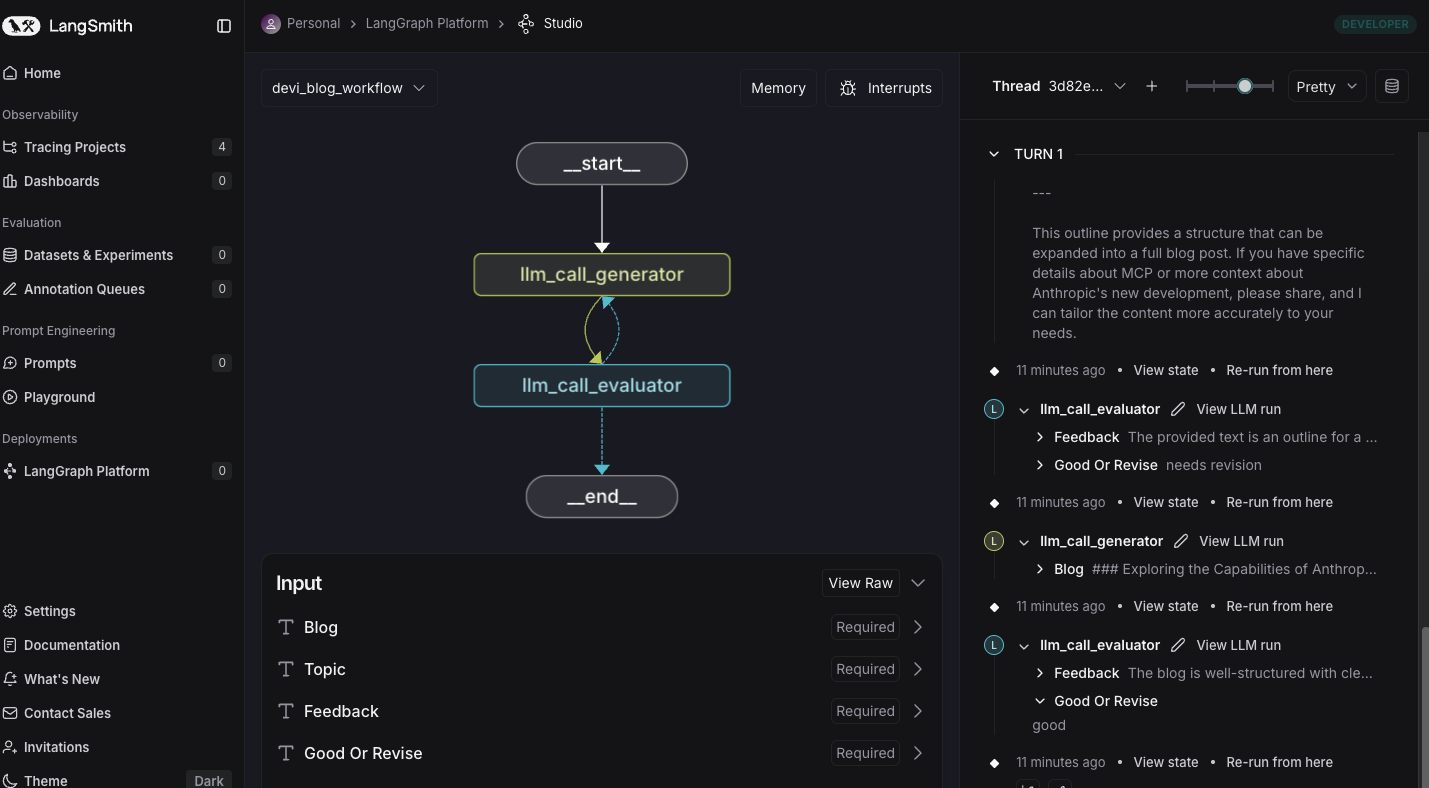 LangSmith
Home
Observability
Tracing Projects 4
Dashboards 0
Evaluation
Datasets & Experiments 0
Annotation Queues 0
Prompt Engineering
Prompts 0
Playground
Deployments
LangGraph Platform 0
Settings
Documentation
What's New
Contact Sales
Invitations
Theme Dark
Personal > LangGraph Platform > Studio
DEVELOPER
devi_blog_workflow
Memory
Interrupts
__start__
llm_call_generator
llm_call_evaluator
__end__
Input
View Raw
Blog Required
Topic Required
Feedback Required
Good Or Revise Required
Thread 3d82e... + Pretty
TURN 1
---
This outline provides a structure that can be
expanded into a full blog post. If you have specific
details about MCP or more context about
Anthropic's new development, please share, and I
can tailor the content more accurately to your
needs.
11 minutes ago • View state • Re-run from here
L llm_call_evaluator View LLM run
Feedback The provided text is an outline for a ...
Good Or Revise needs revision
11 minutes ago • View state • Re-run from here
L llm_call_generator View LLM run
Blog ### Exploring the Capabilities of Anthrop...
11 minutes ago • View state • Re-run from here
L llm_call_evaluator View LLM run
Feedback The blog is well-structured with cle...
Good Or Revise
good
11 minutes ago • View state • Re-run from here